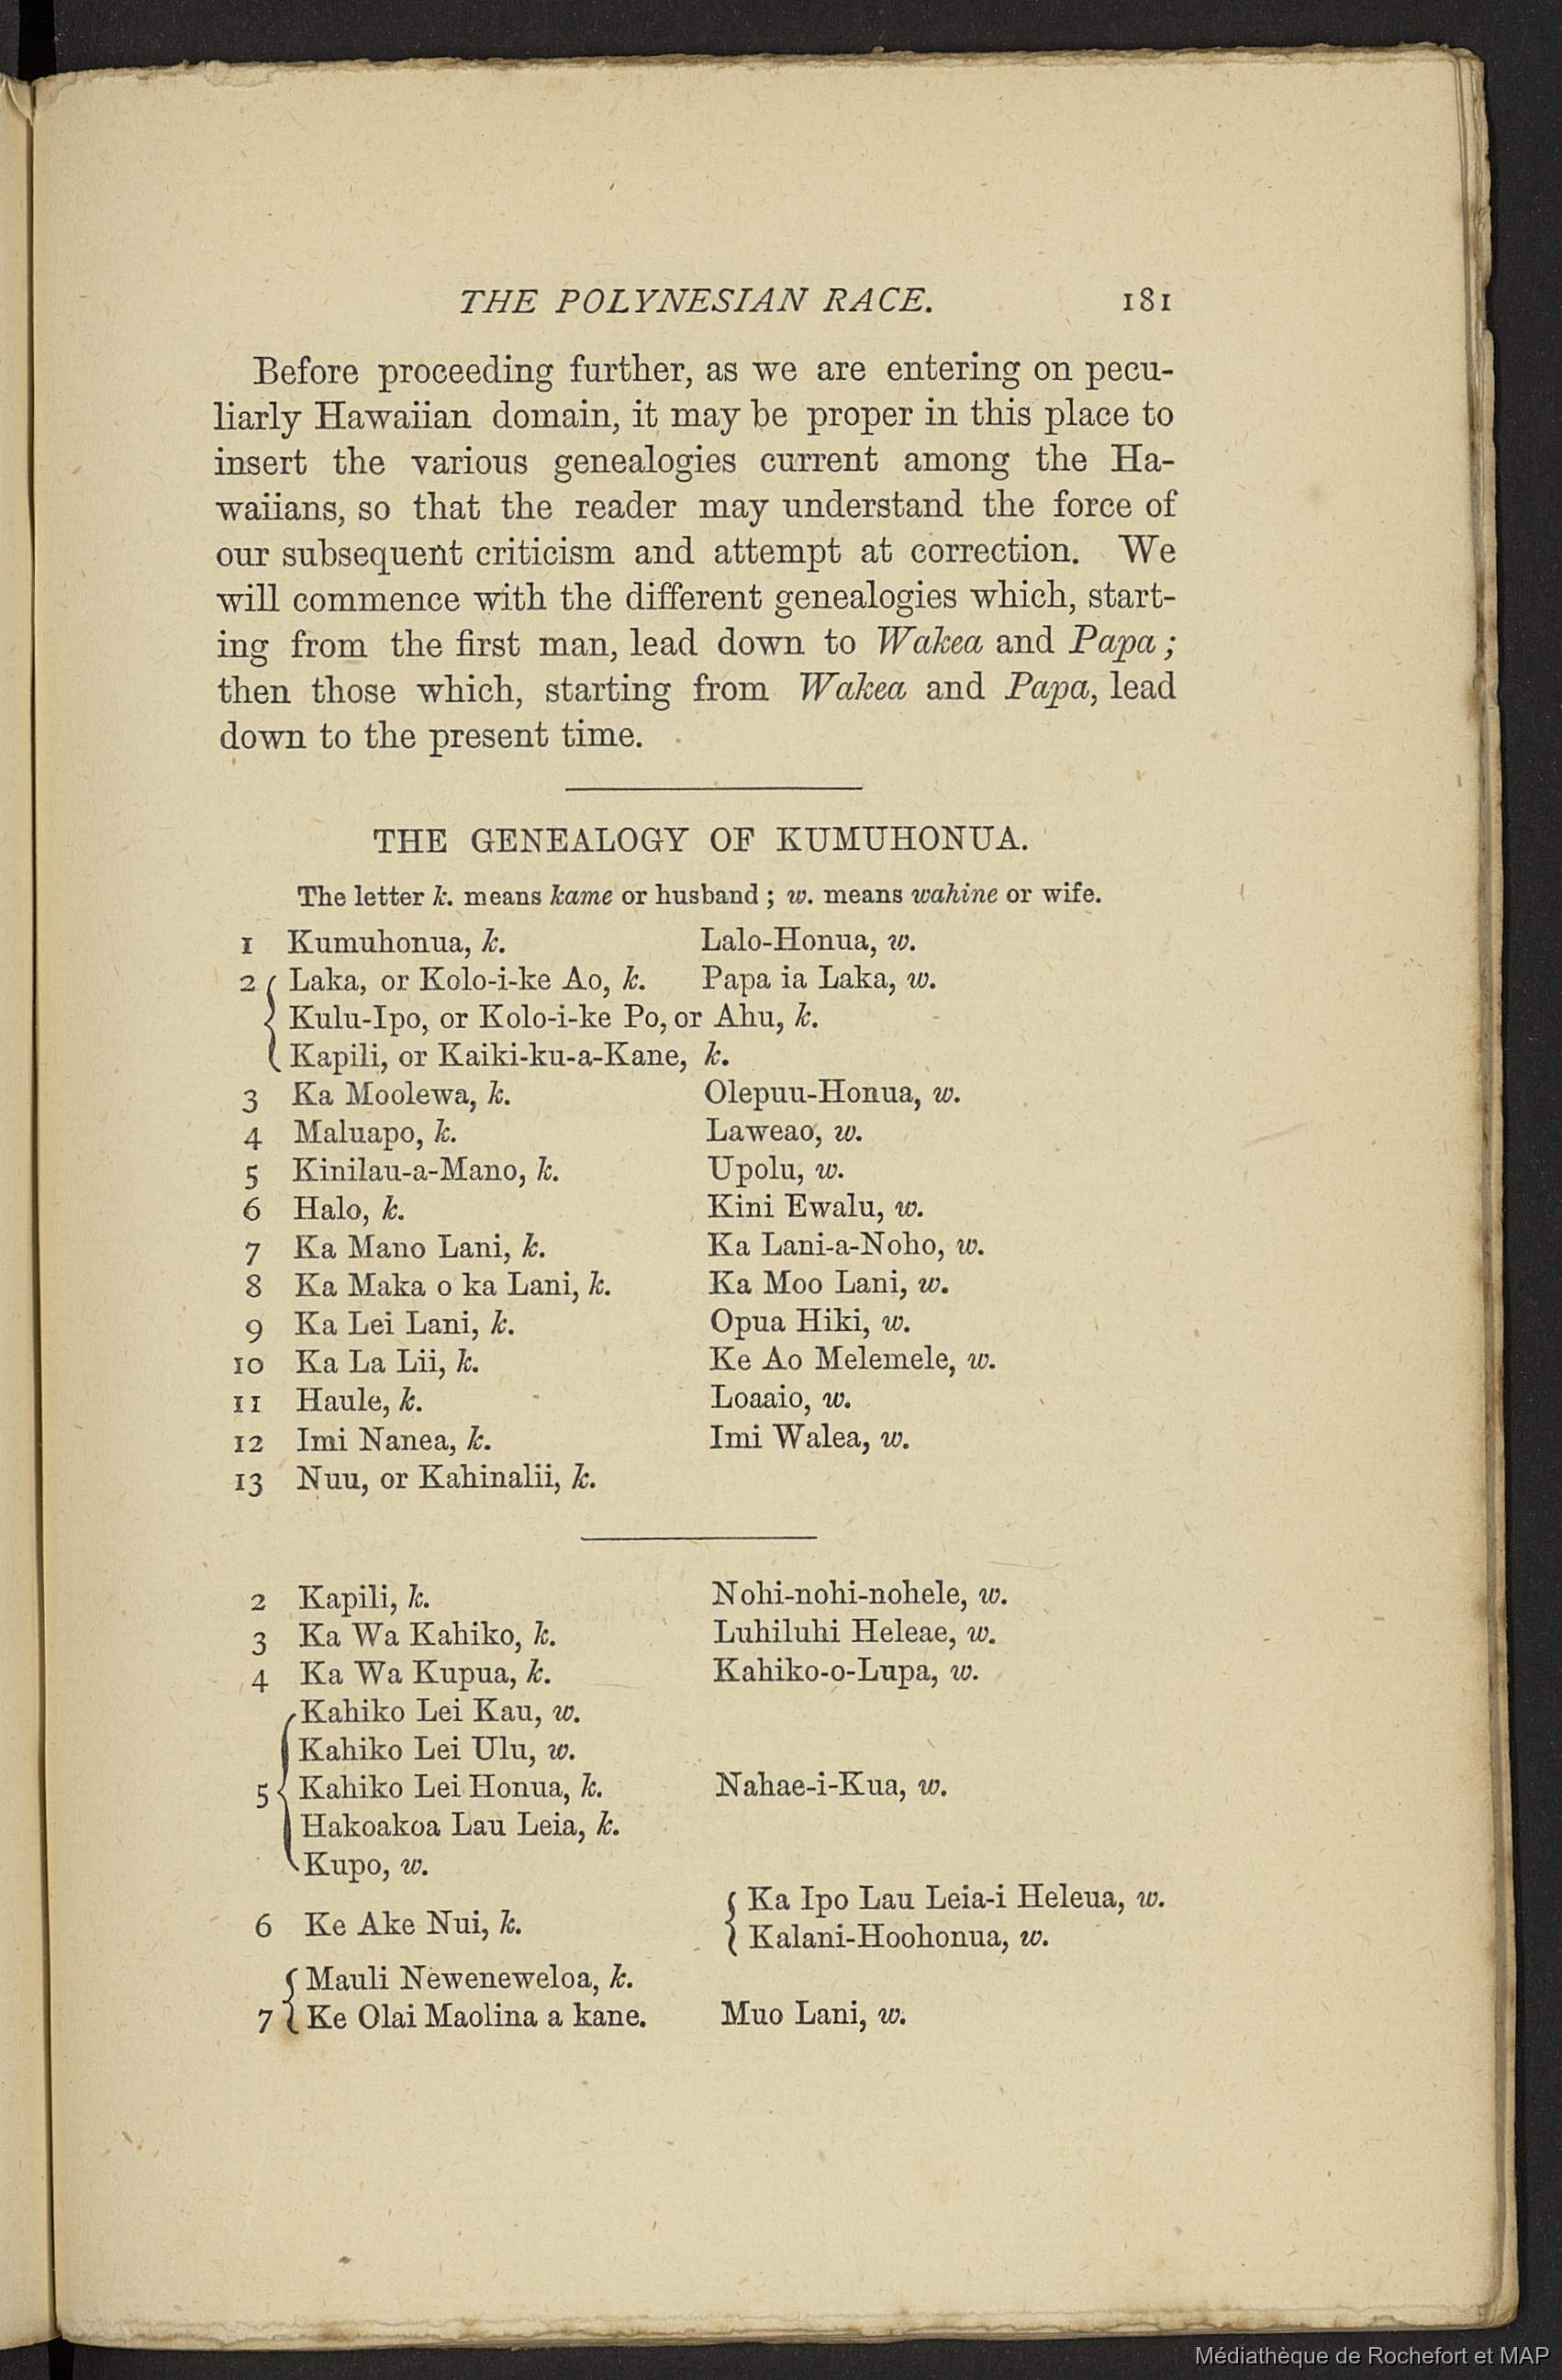 THE POLYNESIAN RACE. 181
Before proceeding further, as we are entering on pecu-
liarly Hawaiian domain, it may be proper in this place to
insert the various genealogies current among the Ha-
waiians, so that the reader may understand the force of
our subsequent criticism and attempt at correction. We
will commence with the different genealogies which, start-
ing from the first man, lead down to Wakea and Papa;
then those which, starting from Wakea and Papa, lead
down to the present time.
THE GENEALOGY OF KUMUHONUA.
The letter k. means kame or husband; w. means wahine or wife.
1 Kumuhonua, k. Lalo-Honua, w.
2 Laka, or Kolo-i-ke Ao, k. Papa ia Laka, w.
Kulu-Ipo, or Kolo-i-ke Po, or Ahu, k.
Kapili, or Kaiki-ku-a-Kane, k.
3 Ka Moolewa, k. Olepuu-Honua, w.
4 Maluapo, k. Laweao, w.
5 Kinilau-a-Mano, k. Upolu, w.
6 Halo, k. Kini Ewalu, w.
7 Ka Mano Lani, k. Ka Lani-a-Noho, w.
8 Ka Maka o ka Lani, k. Ka Moo Lani, w.
9 Ka Lei Lani, k. Opua Hiki, w.
10 Ka La Lii, k. Ke Ao Melemele, w.
11 Haule, k. Loaaio, w.
12 Imi Nanea, k. Imi Walea, w.
13 Nuu, or Kahinalii, k.
2 Kapili, k. Nohi-nohi-nohele, w.
3 Ka Wa Kahiko, k. Luhiluhi Heleae, w.
4 Ka Wa Kupua, k. Kahiko-o-Lupa, w.
Kahiko Lei Kau, w.
Kahiko Lei Ulu, w.
5 Kahiko Lei Honua, k. Nahae-i-Kua, w.
Hakoakoa Lau Leia, k.
Kupo, w.
Ka Ipo Lau Leia-i Heleua, w.
6 Ke Ake Nui, k.
Kalani-Hoohonua, w.
Mauli Neweneweloa, k.
7 Ke Olai Maolina a kane. Muo Lani, w.
Médiathèque de Rochefort et MAP